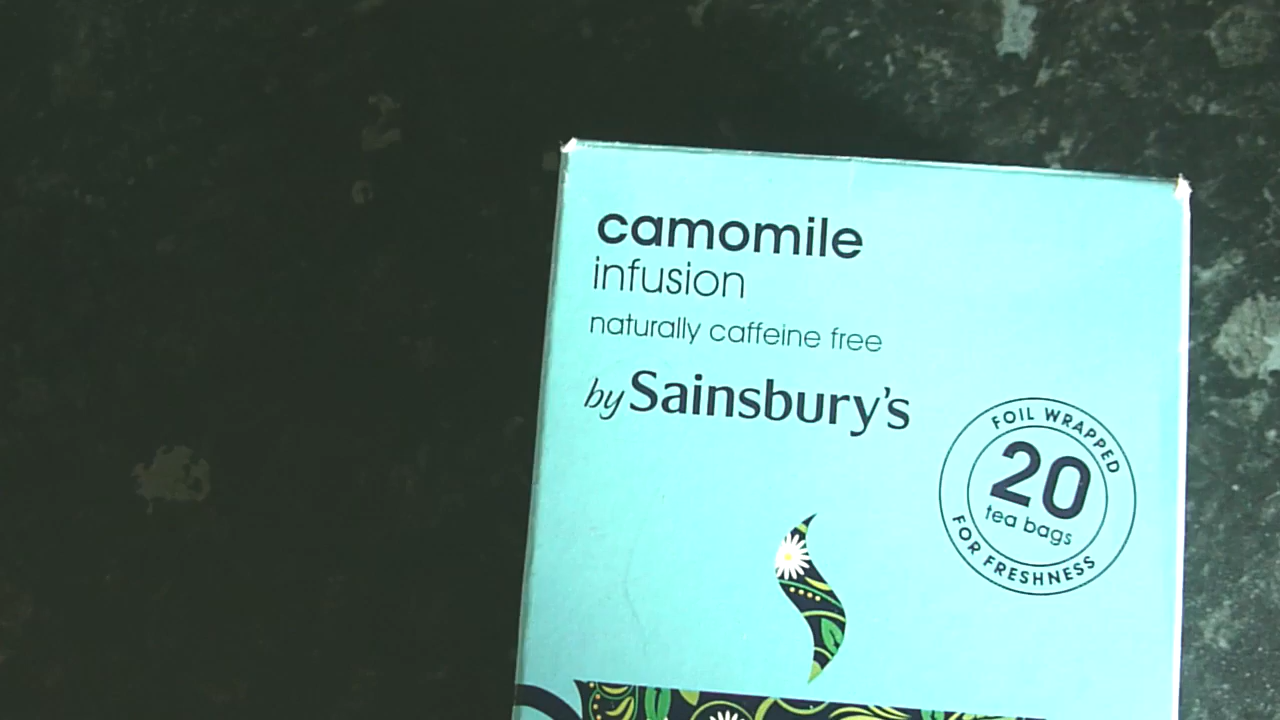 camomile
infusion
naturally caffeine free
by Sainsbury's
FOIL WRAPPED
20
tea bags
FOR FRESHNESS